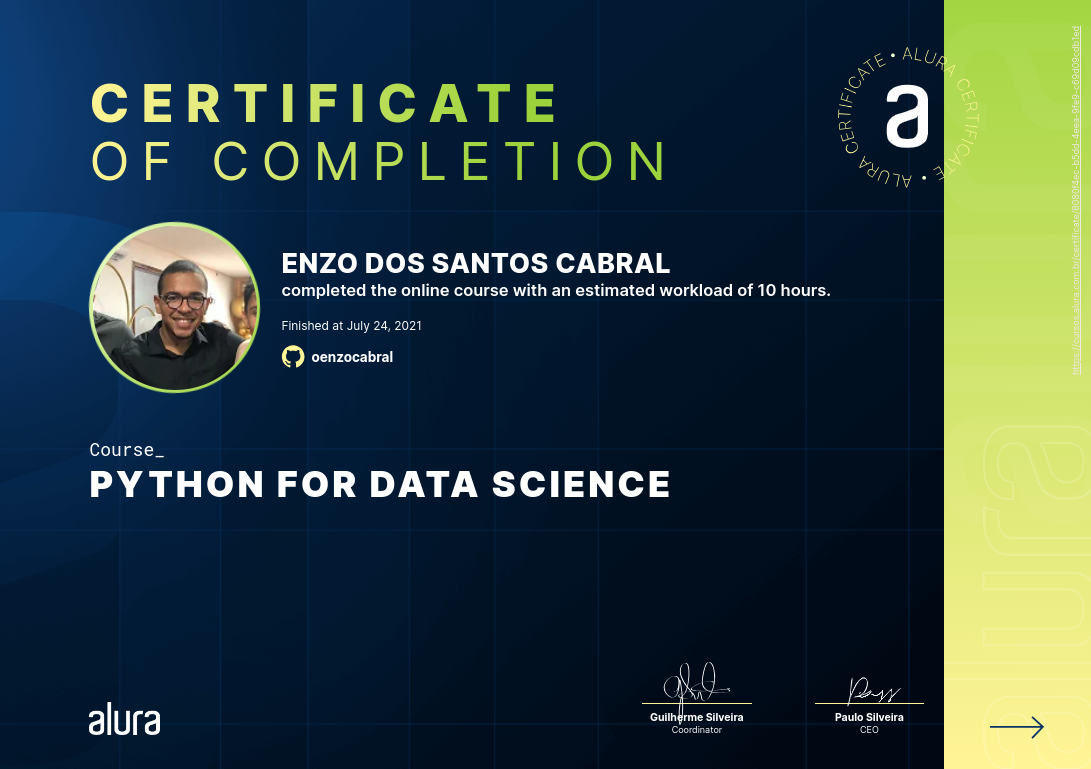 CERTIFICATE
OF COMPLETION
ALURA CERTIFICATE • ALURA CERTIFICATE •
a
ENZO DOS SANTOS CABRAL
completed the online course with an estimated workload of 10 hours.
Finished at July 24, 2021
oenzocabral
Course_
PYTHON FOR DATA SCIENCE
alura
Guilherme Silveira
Coordinator
Paulo Silveira
CEO
alura